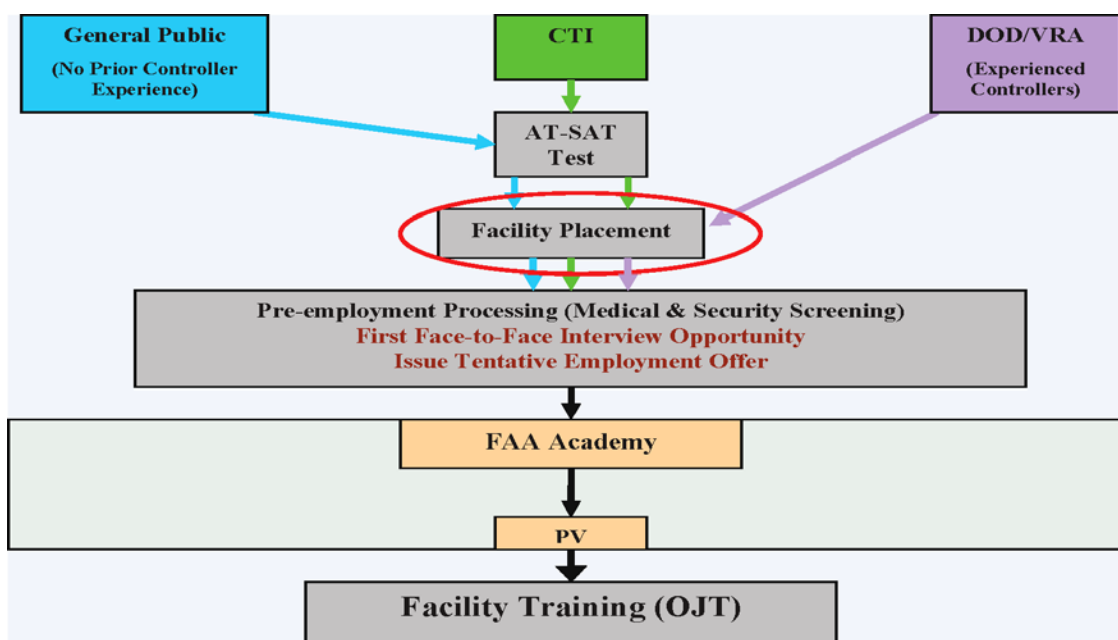 General Public
(No Prior Controller
Experience)
CTI
DOD/VRA
(Experienced
Controllers)
AT-SAT
Test
Facility Placement
Pre-employment Processing (Medical & Security Screening)
First Face-to-Face Interview Opportunity
Issue Tentative Employment Offer
FAA Academy
PV
Facility Training (OJT)